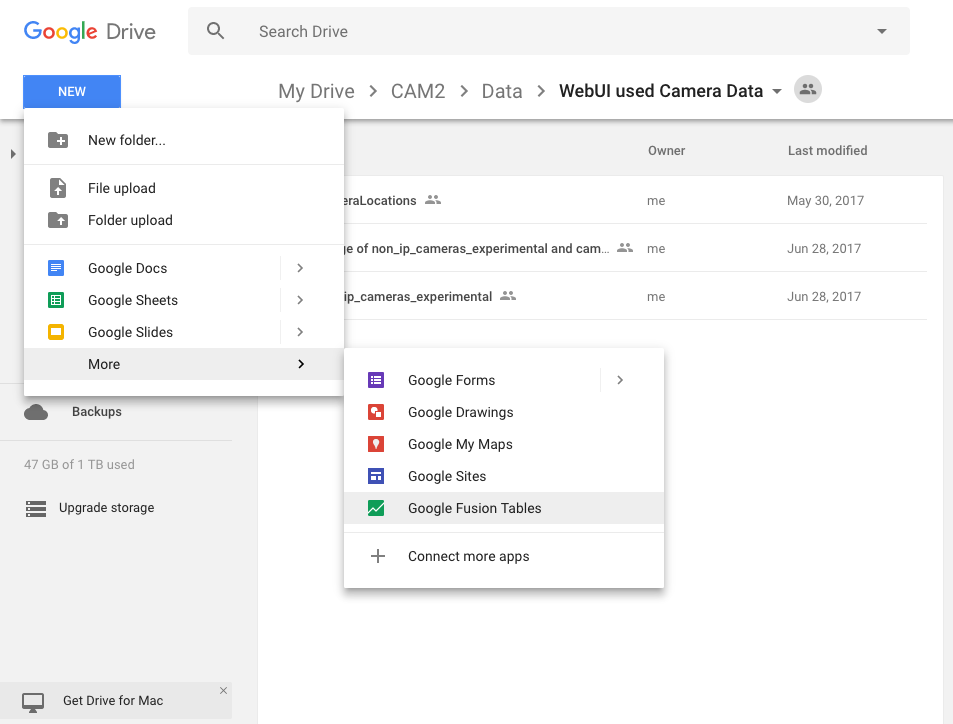 Google Drive
Search Drive
NEW
My Drive > CAM2 > Data > WebUI used Camera Data
New folder...
File upload
Folder upload
Google Docs
Google Sheets
Google Slides
More
Google Forms
Google Drawings
Google My Maps
Google Sites
Google Fusion Tables
Connect more apps
Owner Last modified
eraLocations me May 30, 2017
ge of non_ip_cameras_experimental and cam... me Jun 28, 2017
ip_cameras_experimental me Jun 28, 2017
Backups
47 GB of 1 TB used
Upgrade storage
Get Drive for Mac